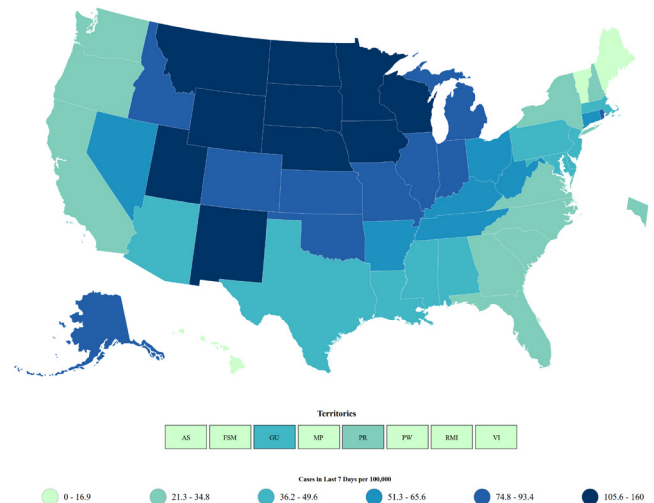 Territories
AS FSM GU MP PR PW RMI VI
Cases in Last 7 Days per 100,000
0 - 16.9 21.3 - 34.8 36.2 - 49.6 51.3 - 65.6 74.8 - 93.4 105.6 - 160